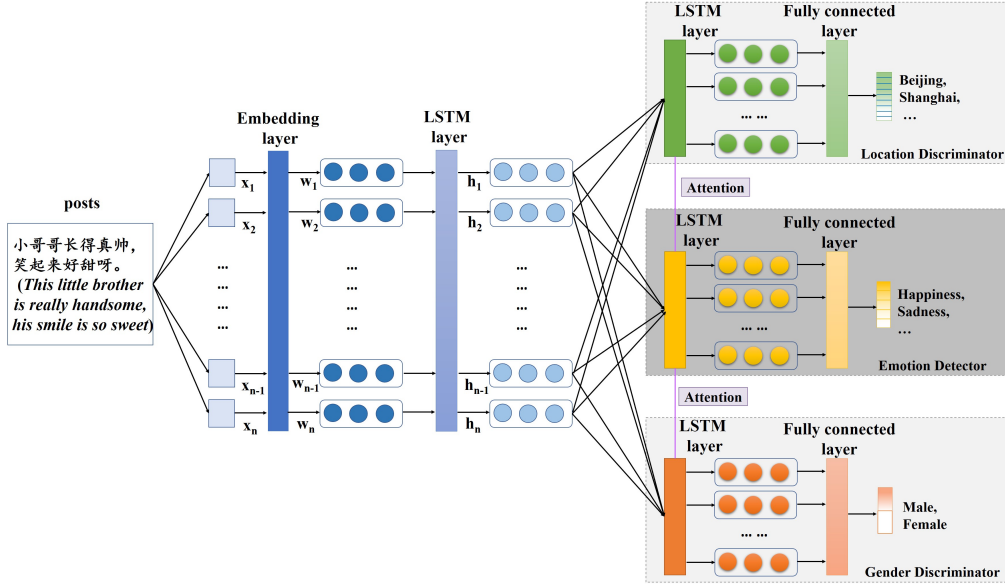 posts
小哥哥长得真帅,
笑起来好甜呀。
(This little brother
is really handsome,
his smile is so sweet)
x1
x2
...
...
xn-1
xn
Embedding
layer
w1
w2
...
...
wn-1
wn
...
...
LSTM
layer
h1
h2
...
...
hn-1
hn
...
...
LSTM
layer
Fully connected
layer
... ...
Beijing,
Shanghai,
...
Location Discriminator
Attention
LSTM
layer
Fully connected
layer
... ...
Happiness,
Sadness,
...
Emotion Detector
Attention
LSTM
layer
Fully connected
layer
... ...
Male,
Female
Gender Discriminator